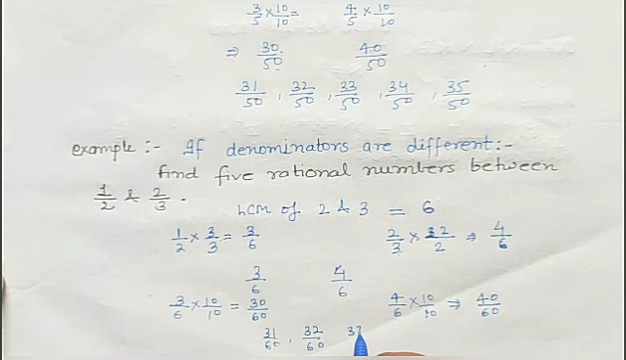 3/5 × 10/10 = 4/5 × 10/10
⇒ 30/50 40/50
31/50 , 32/50 , 33/50 , 34/50 , 35/50
example :- If denominators are different:-
find five rational numbers between
1/2 & 2/3 .
LCM of 2 & 3 = 6
1/2 × 3/3 = 3/6 2/3 × 2/2 ⇒ 4/6
3/6 4/6
3/6 × 10/10 = 30/60 4/6 × 10/10 ⇒ 40/60
31/60 , 32/60 3